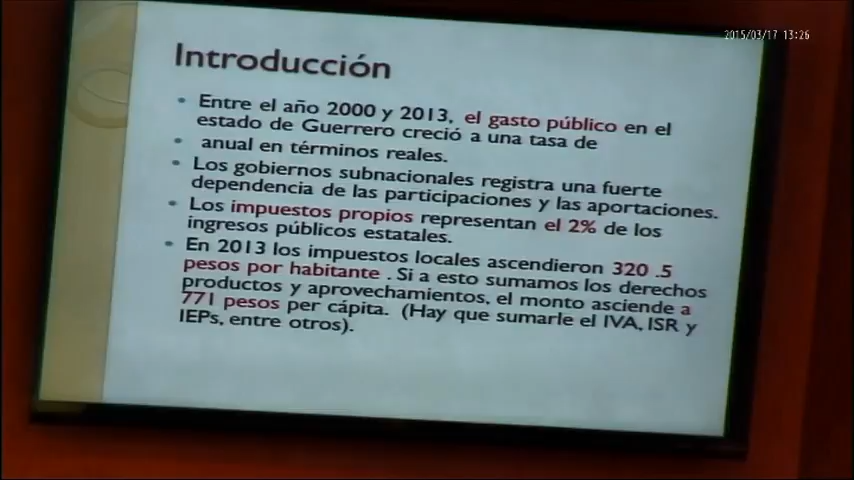 2015/03/17 13:26
Introducción
• Entre el año 2000 y 2013, el gasto público en el
estado de Guerrero creció a una tasa de
• anual en términos reales.
• Los gobiernos subnacionales registra una fuerte
dependencia de las participaciones y las aportaciones.
• Los impuestos propios representan el 2% de los
ingresos públicos estatales.
• En 2013 los impuestos locales ascendieron 320 .5
pesos por habitante . Si a esto sumamos los derechos
productos y aprovechamientos, el monto asciende a
771 pesos per cápita. (Hay que sumarle el IVA, ISR y
IEPs, entre otros).